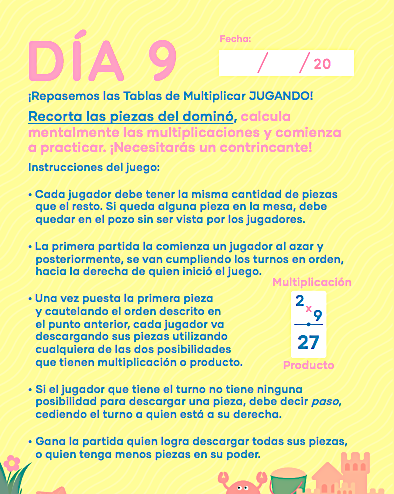 DÍA 9
Fecha:
/ /20
¡Repasemos las Tablas de Multiplicar JUGANDO!
Recorta las piezas del dominó, calcula
mentalmente las multiplicaciones y comienza
a practicar. ¡Necesitarás un contrincante!
Instrucciones del juego:
• Cada jugador debe tener la misma cantidad de piezas
que el resto. Si queda alguna pieza en la mesa, debe
quedar en el pozo sin ser vista por los jugadores.
• La primera partida la comienza un jugador al azar y
posteriormente, se van cumpliendo los turnos en orden,
hacia la derecha de quien inició el juego.
Multiplicación
2
x
9
27
Producto
• Una vez puesta la primera pieza
y cautelando el orden descrito en
el punto anterior, cada jugador va
descargando sus piezas utilizando
cualquiera de las dos posibilidades
que tienen multiplicación o producto.
• Si el jugador que tiene el turno no tiene ninguna
posibilidad para descargar una pieza, debe decir paso,
cediendo el turno a quien está a su derecha.
• Gana la partida quien logra descargar todas sus piezas,
o quien tenga menos piezas en su poder.